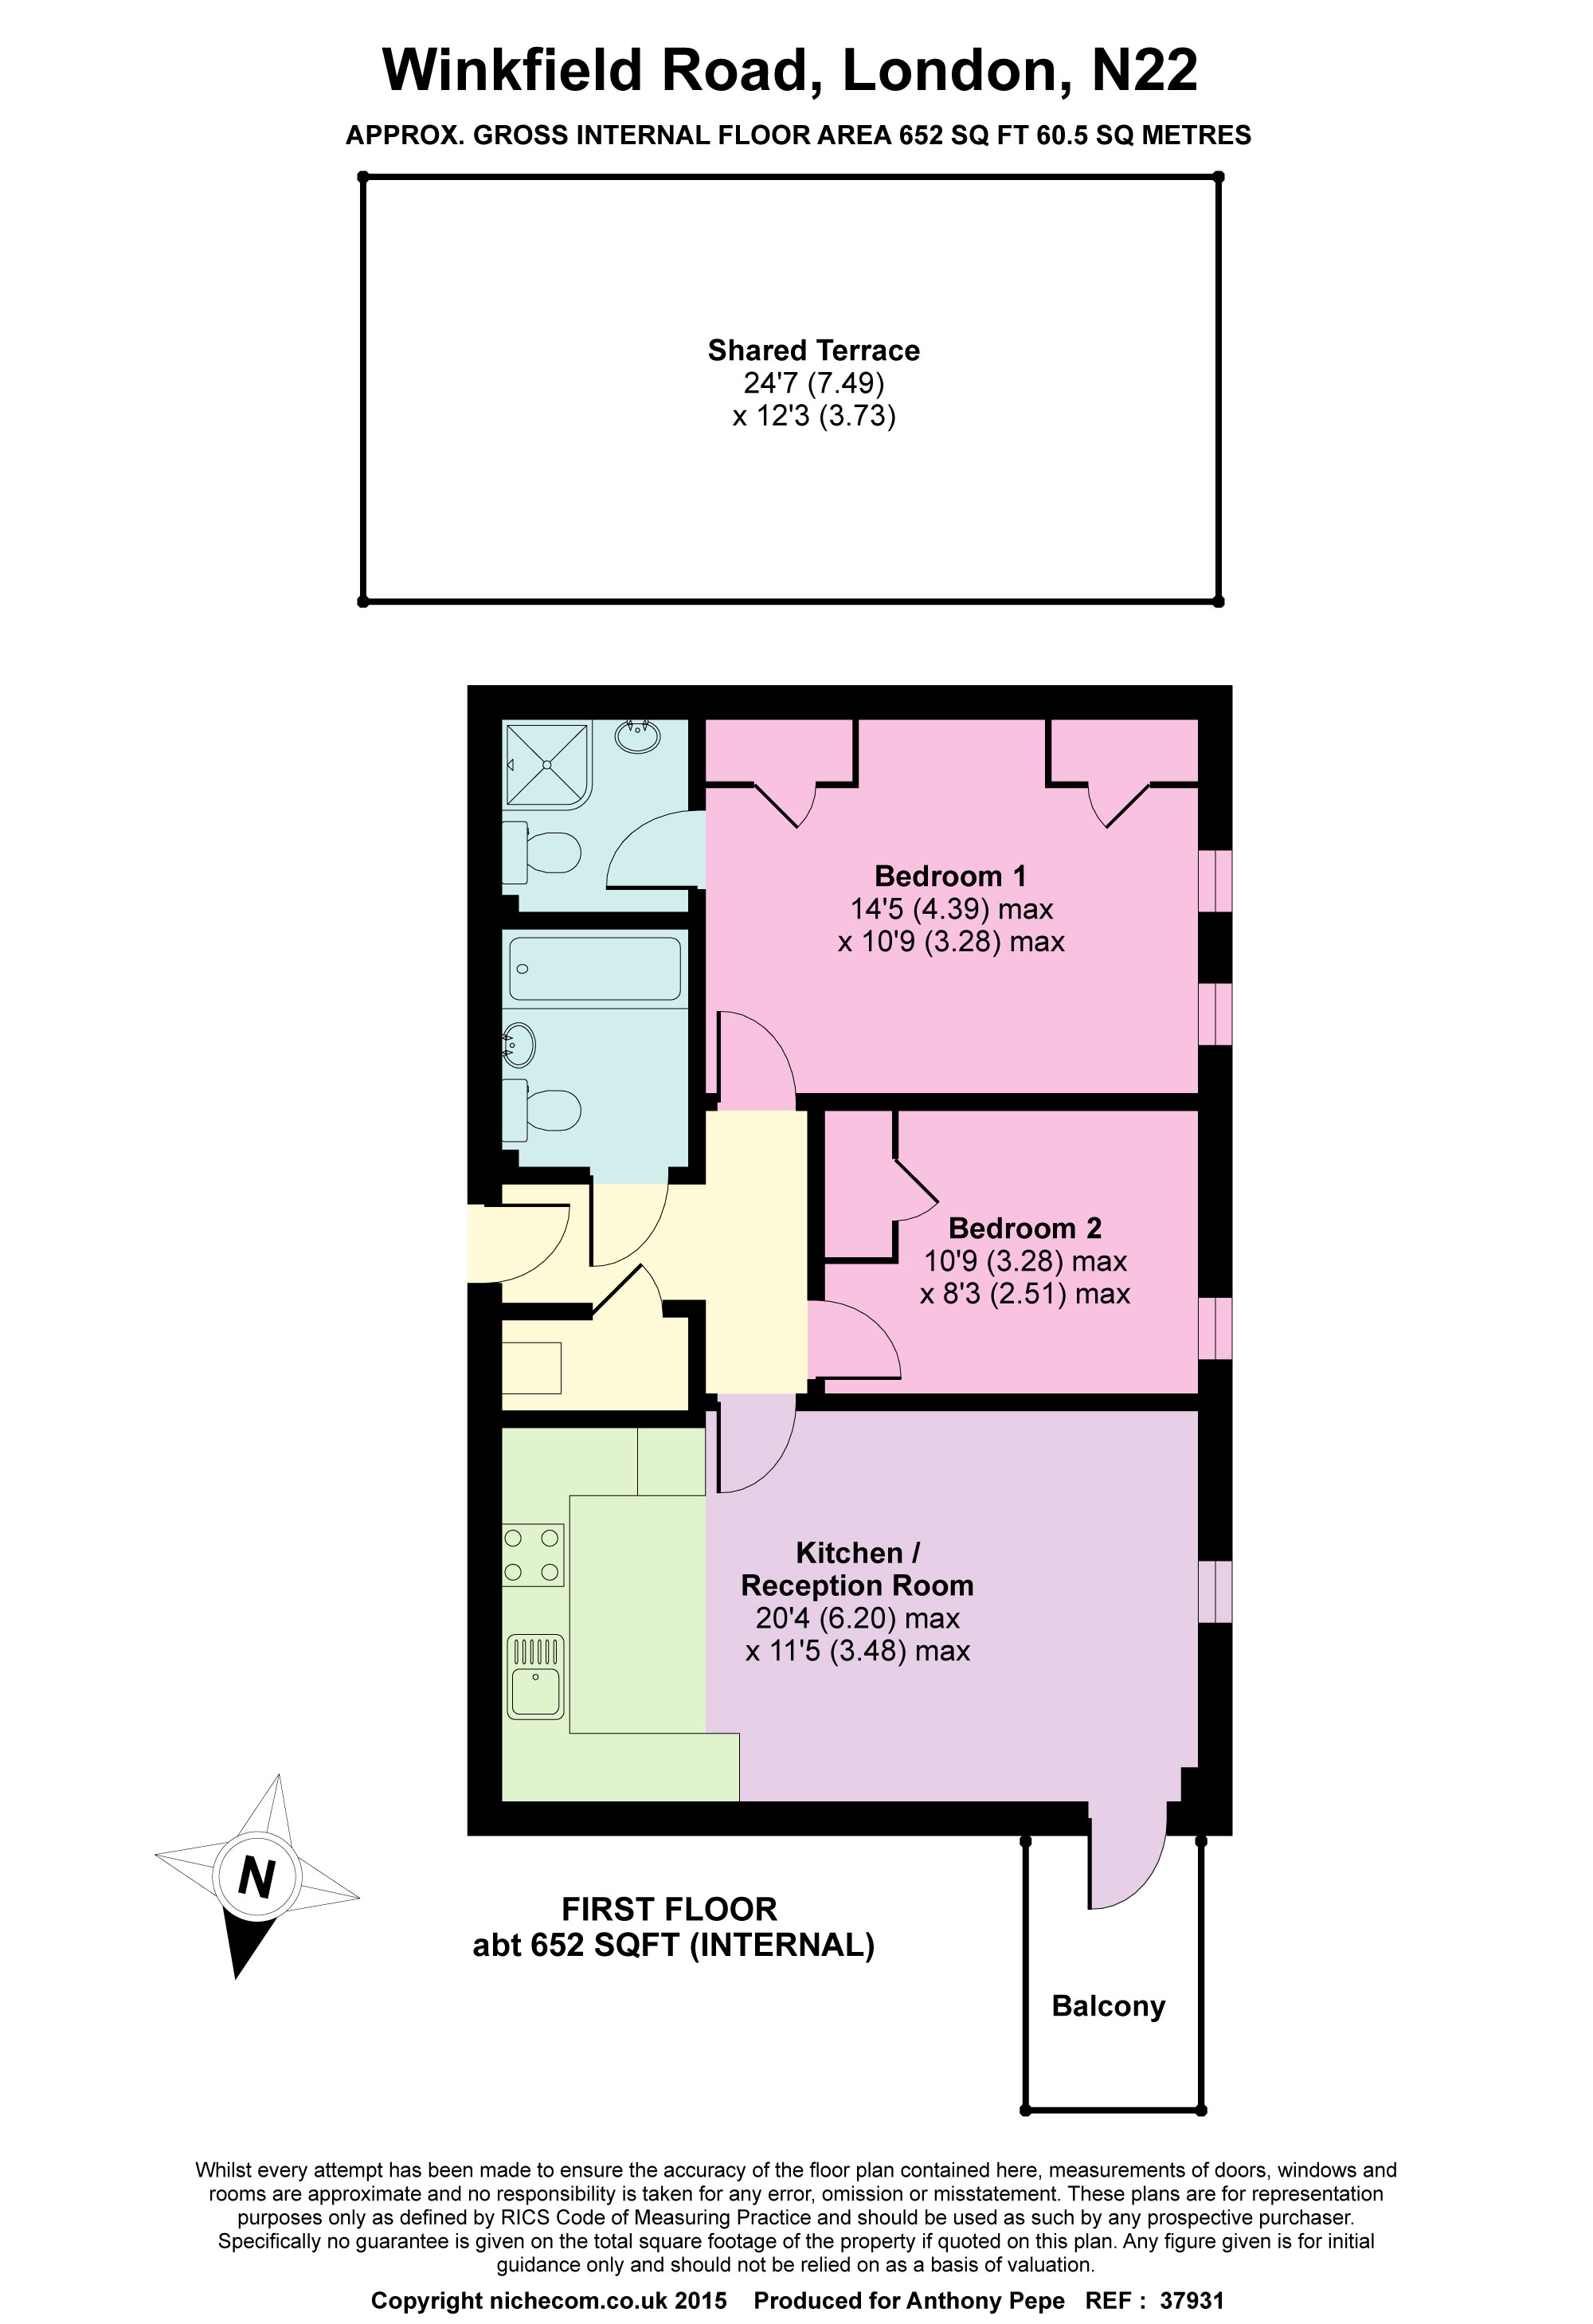 Winkfield Road, London, N22
APPROX. GROSS INTERNAL FLOOR AREA 652 SQ FT 60.5 SQ METRES
Shared Terrace
24'7 (7.49)
x 12'3 (3.73)
Bedroom 1
14'5 (4.39) max
x 10'9 (3.28) max
Bedroom 2
10'9 (3.28) max
x 8'3 (2.51) max
Kitchen /
Reception Room
20'4 (6.20) max
x 11'5 (3.48) max
N
FIRST FLOOR
abt 652 SQFT (INTERNAL)
Balcony
Whilst every attempt has been made to ensure the accuracy of the floor plan contained here, measurements of doors, windows and
rooms are approximate and no responsibility is taken for any error, omission or misstatement. These plans are for representation
purposes only as defined by RICS Code of Measuring Practice and should be used as such by any prospective purchaser.
Specifically no guarantee is given on the total square footage of the property if quoted on this plan. Any figure given is for initial
guidance only and should not be relied on as a basis of valuation.
Copyright nichecom.co.uk 2015 Produced for Anthony Pepe REF : 37931